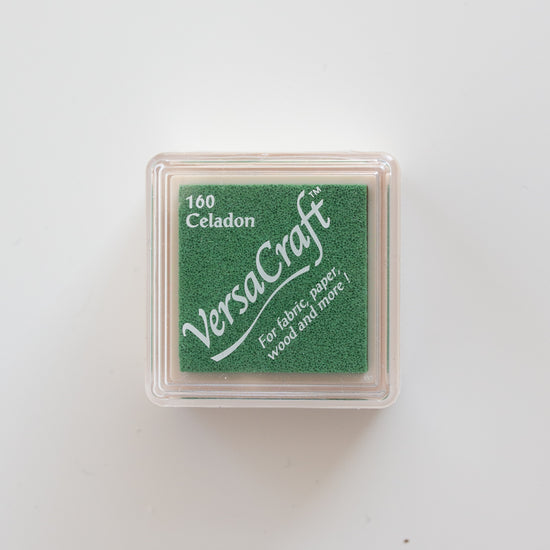 160
Celadon
VersaCraft™
For fabric, paper,
wood and more !